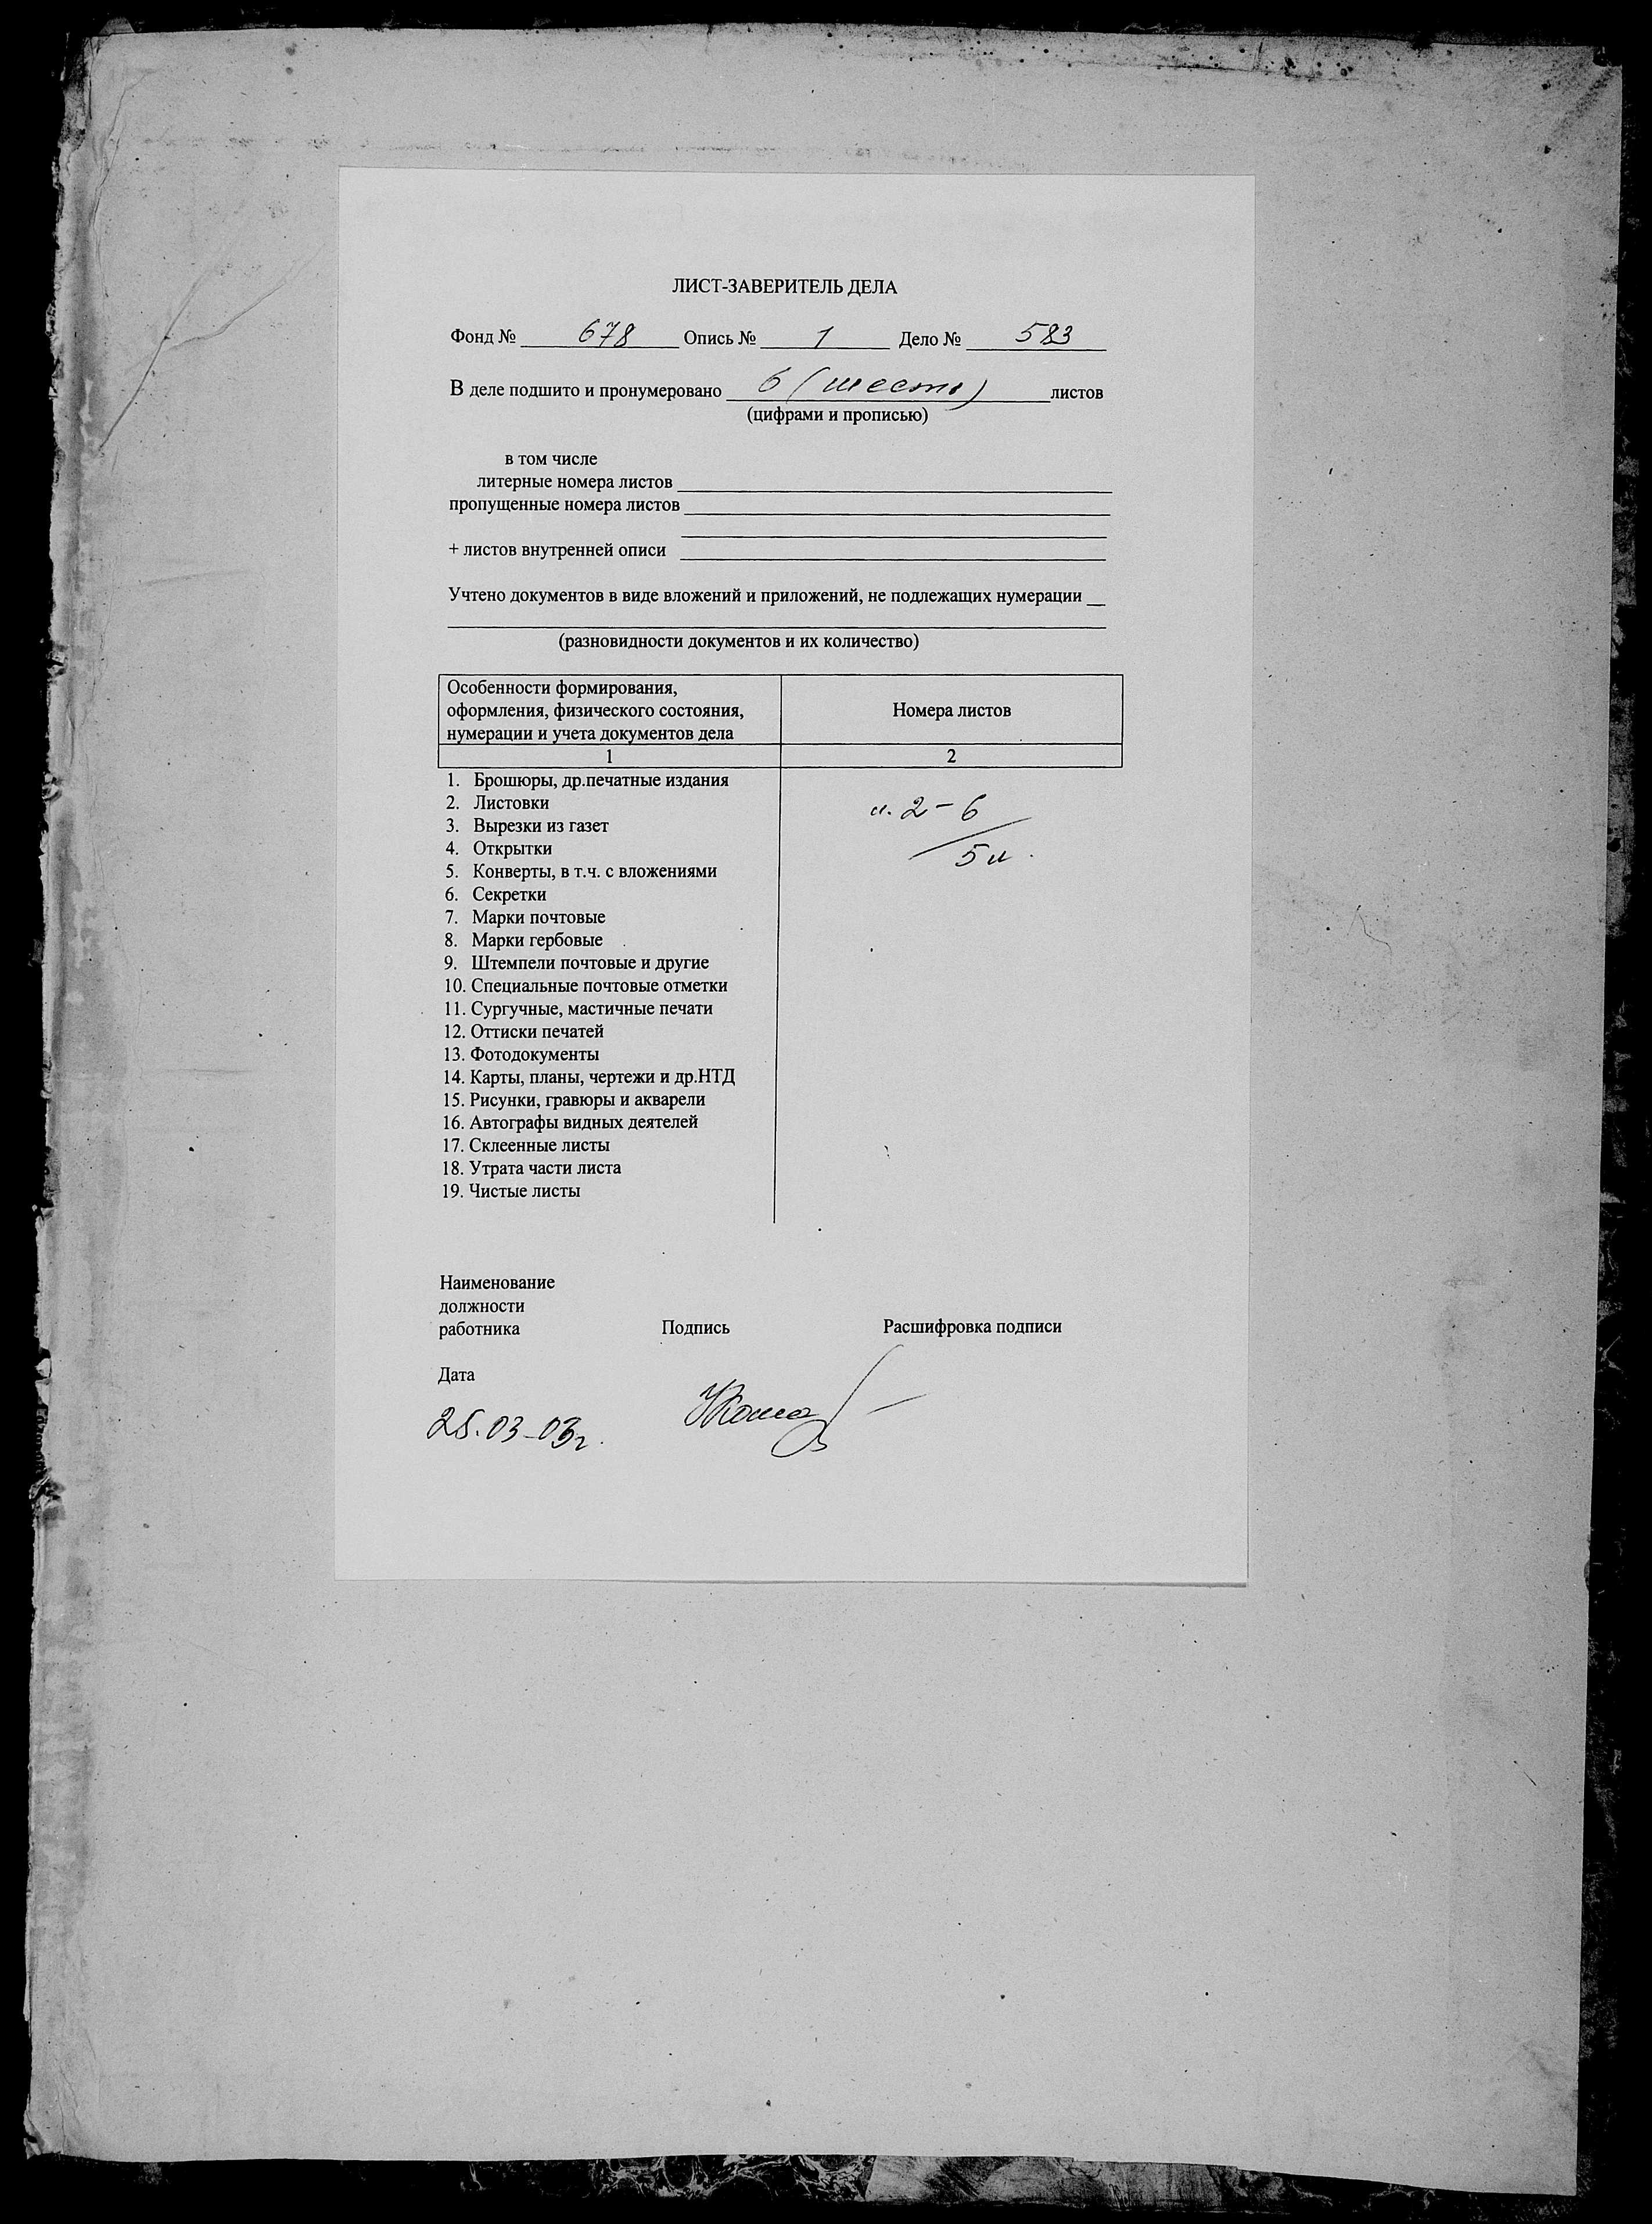 ЛИСТ-ЗАВЕРИТЕЛЬ ДЕЛА
Фонд № 678 Опись № 1 Дело № 583
В деле подшито и пронумеровано 6 (шесть) листов
(цифрами и прописью)
в том числе
литерные номера листов
пропущенные номера листов
+ листов внутренней описи
Учтено документов в виде вложений и приложений, не подлежащих нумерации
(разновидности документов и их количество)
Особенности формирования,
оформления, физического состояния,
нумерации и учета документов дела
Номера листов
1 2
1. Брошюры, др.печатные издания
2. Листовки
л. 2-6
3. Вырезки из газет
4. Открытки
5 л.
5. Конверты, в т.ч. с вложениями
6. Секретки
7. Марки почтовые
8. Марки гербовые
9. Штемпели почтовые и другие
10. Специальные почтовые отметки
11. Сургучные, мастичные печати
12. Оттиски печатей
13. Фотодокументы
14. Карты, планы, чертежи и др.НТД
15. Рисунки, гравюры и акварели
16. Автографы видных деятелей
17. Склеенные листы
18. Утрата части листа
19. Чистые листы
Наименование
должности
работника Подпись Расшифровка подписи
Дата
25.03-03г.